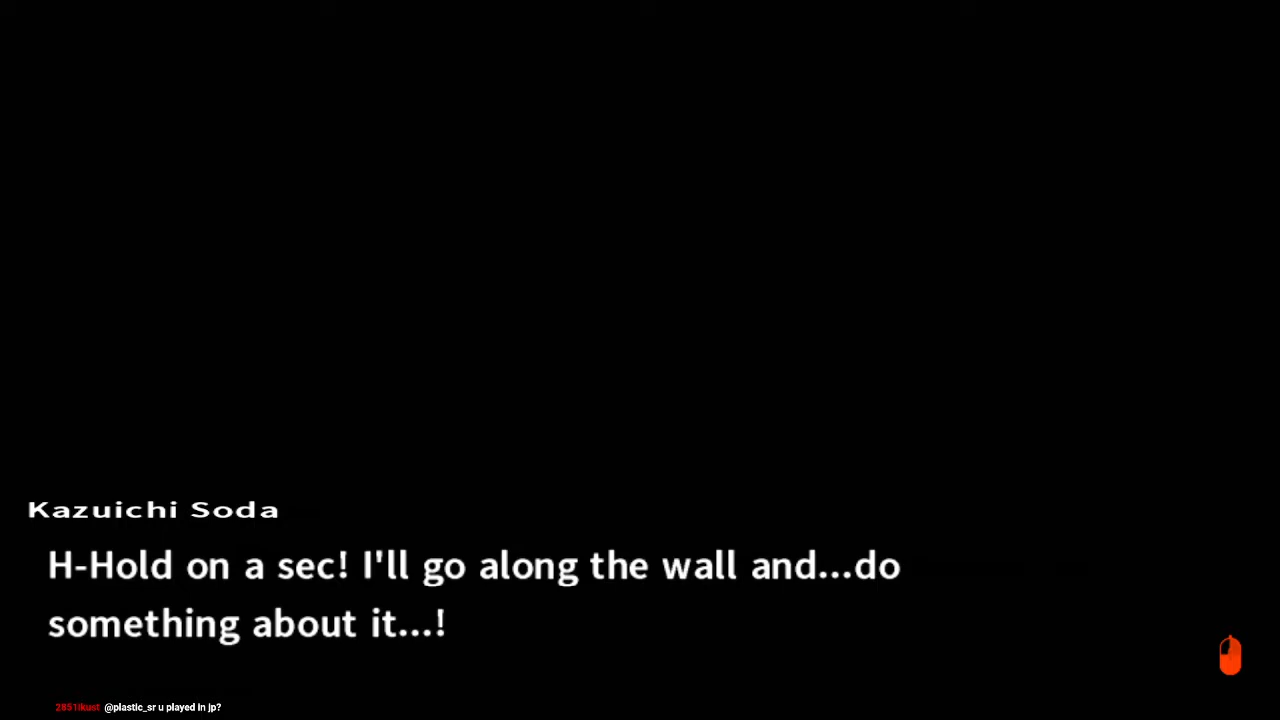 Kazuichi Soda
H-Hold on a sec! I'll go along the wall and...do
something about it...!
2851ikust @plastic_sr u played in jp?